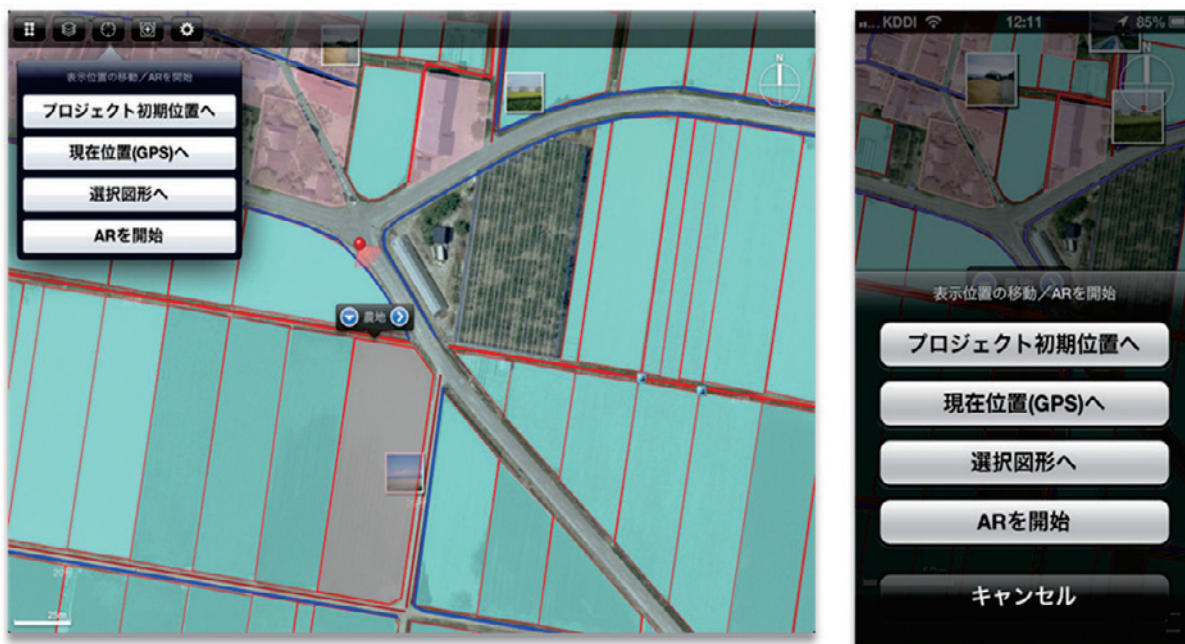 表示位置の移動／ARを開始
プロジェクト初期位置へ
現在位置(GPS)へ
選択図形へ
ARを開始
N
農地
25m
KDDI
12:11
85%
N
表示位置の移動／ARを開始
プロジェクト初期位置へ
現在位置(GPS)へ
選択図形へ
ARを開始
キャンセル